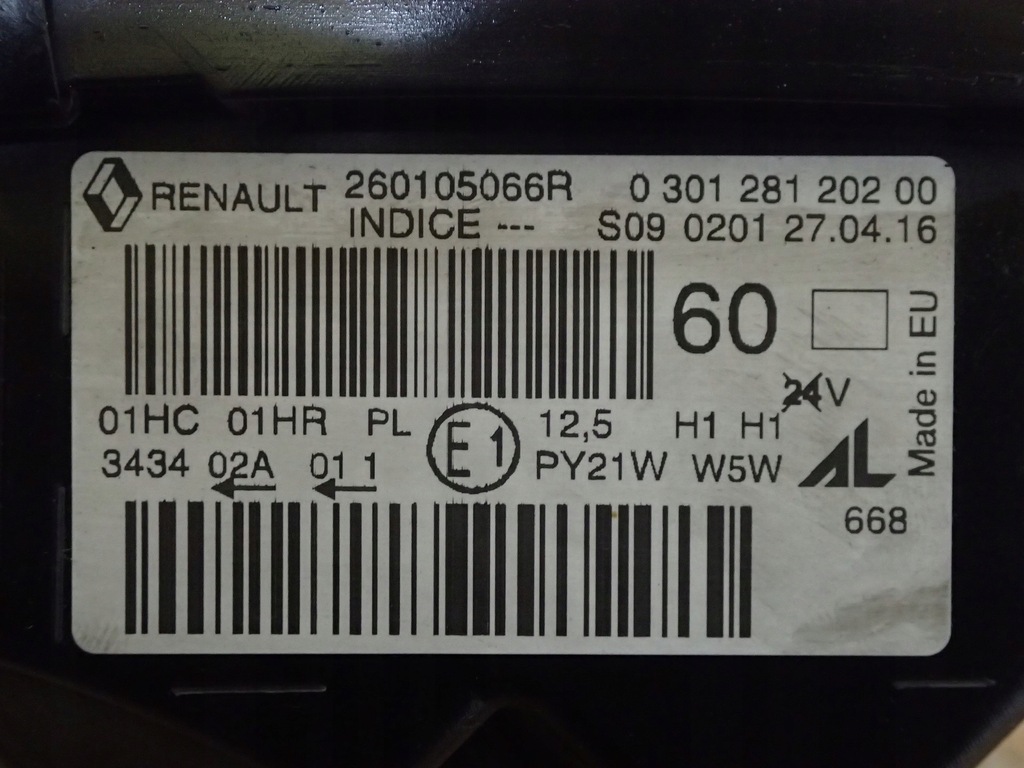 RENAULT 260105066R 0 301 281 202 00
INDICE --- S09 0201 27.04.16
60
Made in EU
24V
01HC 01HR PL E1 12,5 H1 H1
3434 02A 01 1 PY21W W5W AL
668